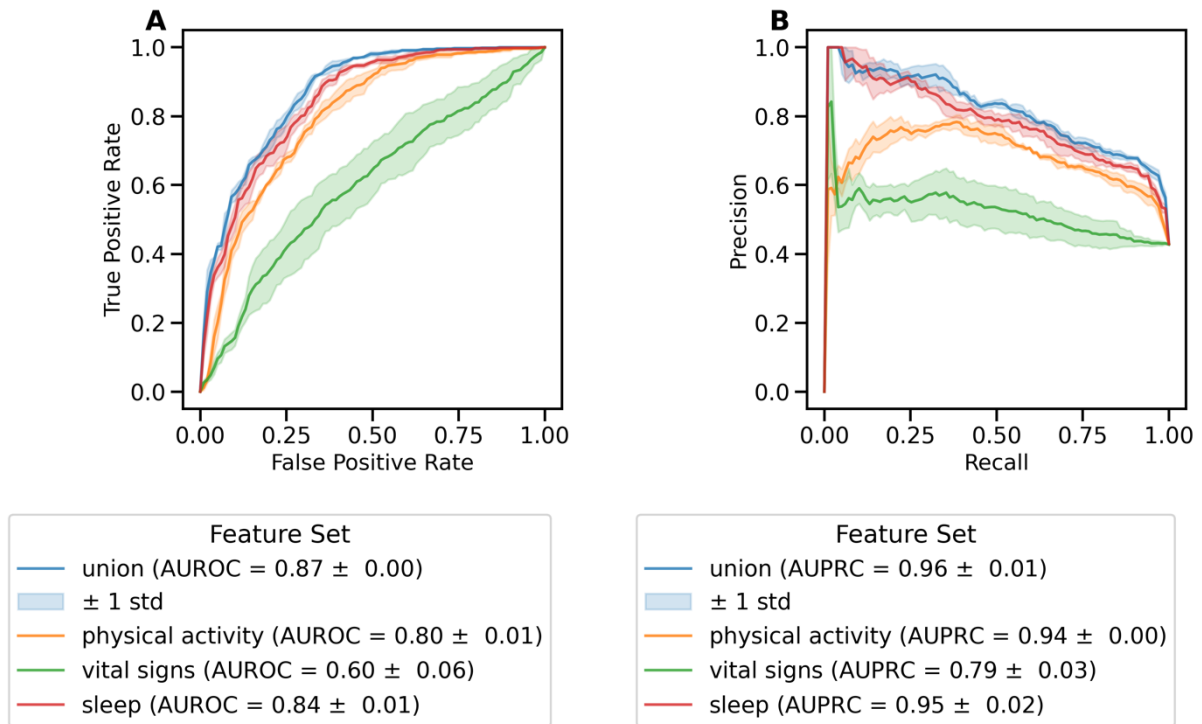 A
1.0
0.8
0.6
0.4
0.2
0.0
True Positive Rate
0.00 0.25 0.50 0.75 1.00
False Positive Rate
B
1.0
0.8
0.6
0.4
0.2
0.0
Precision
0.00 0.25 0.50 0.75 1.00
Recall
Feature Set
union (AUROC = 0.87 ± 0.00)
± 1 std
physical activity (AUROC = 0.80 ± 0.01)
vital signs (AUROC = 0.60 ± 0.06)
sleep (AUROC = 0.84 ± 0.01)
Feature Set
union (AUPRC = 0.96 ± 0.01)
± 1 std
physical activity (AUPRC = 0.94 ± 0.00)
vital signs (AUPRC = 0.79 ± 0.03)
sleep (AUPRC = 0.95 ± 0.02)